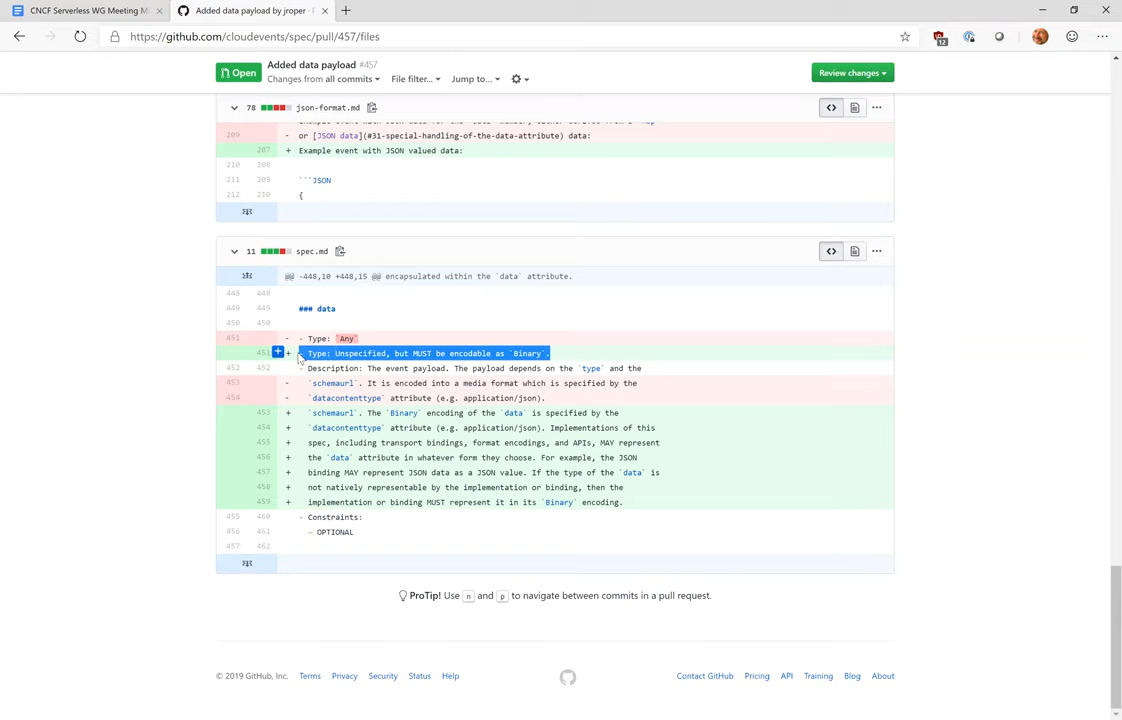 CNCF Serverless WG Meeting M
Added data payload by jroper ·
https://github.com/cloudevents/spec/pull/457/files
12
Open
Added data payload #457
Changes from all commits
File filter...
Jump to...
Review changes
78 json-format.md
209 - or [JSON data](#31-special-handling-of-the-data-attribute) data:
207 + Example event with JSON valued data:
210 208
211 209 ```JSON
212 210 {
11 spec.md
@@ -448,10 +448,15 @@ encapsulated within the `data` attribute.
448 448
449 449 ### data
450 450
451 - - Type: `Any`
451 + - Type: Unspecified, but MUST be encodable as `Binary`.
452 452 - Description: The event payload. The payload depends on the `type` and the
453 - `schemaurl`. It is encoded into a media format which is specified by the
454 - `datacontenttype` attribute (e.g. application/json).
453 + `schemaurl`. The `Binary` encoding of the `data` is specified by the
454 + `datacontenttype` attribute (e.g. application/json). Implementations of this
455 + spec, including transport bindings, format encodings, and APIs, MAY represent
456 + the `data` attribute in whatever form they choose. For example, the JSON
457 + binding MAY represent JSON data as a JSON value. If the type of the `data` is
458 + not natively representable by the implementation or binding, then the
459 + implementation or binding MUST represent it in its `Binary` encoding.
455 460 - Constraints:
456 461 - OPTIONAL
457 462
ProTip! Use n and p to navigate between commits in a pull request.
© 2019 GitHub, Inc. Terms Privacy Security Status Help
Contact GitHub Pricing API Training Blog About